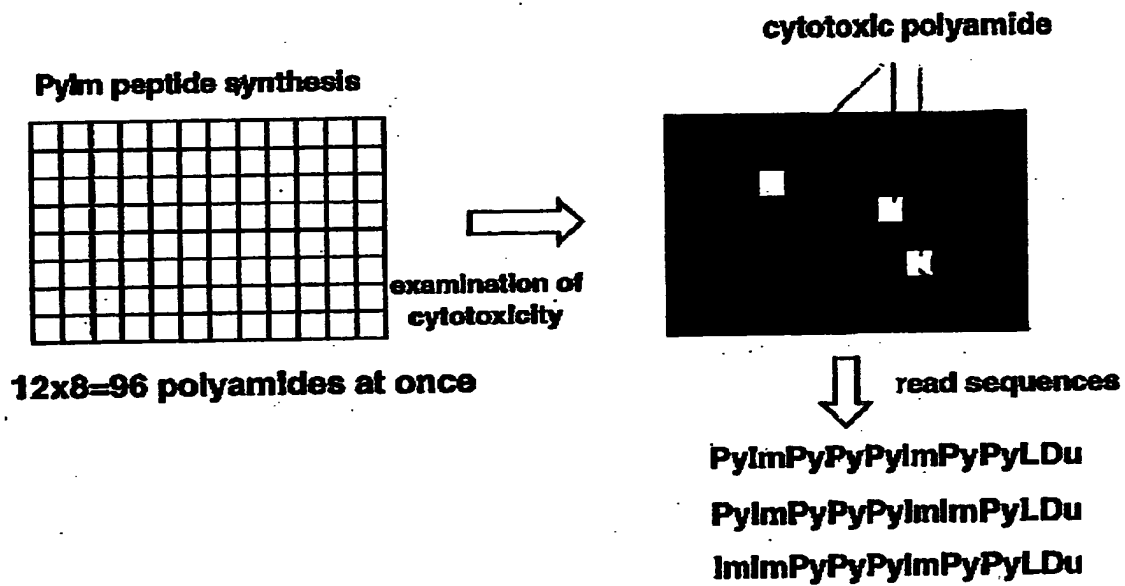 cytotoxic polyamide
PyIm peptide synthesis
examination of
cytotoxicity
12x8=96 polyamides at once
read sequences
PyImPyPyPyImPyPyLDu
PyImPyPyPyImImPyLDu
ImImPyPyPyImPyPyLDu